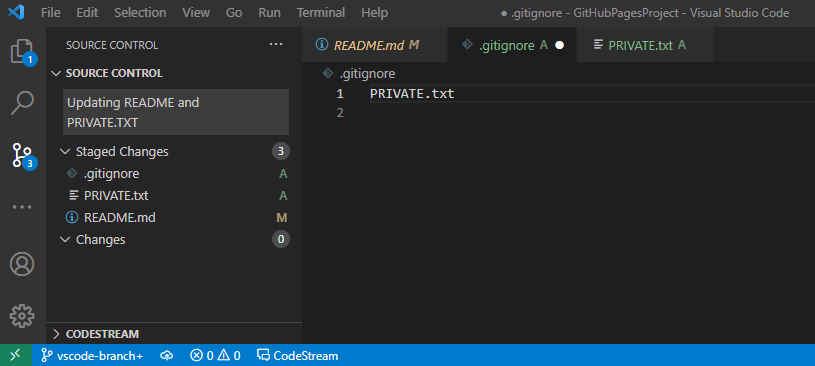 File Edit Selection View Go Run Terminal Help ● .gitignore - GitHubPagesProject - Visual Studio Code
SOURCE CONTROL ...
README.md M .gitignore A ● PRIVATE.txt A
SOURCE CONTROL
.gitignore
Updating README and
PRIVATE.TXT
1 PRIVATE.txt
2
Staged Changes 3
.gitignore A
PRIVATE.txt A
README.md M
Changes 0
1
3
CODESTREAM
vscode-branch+ 0 0 CodeStream